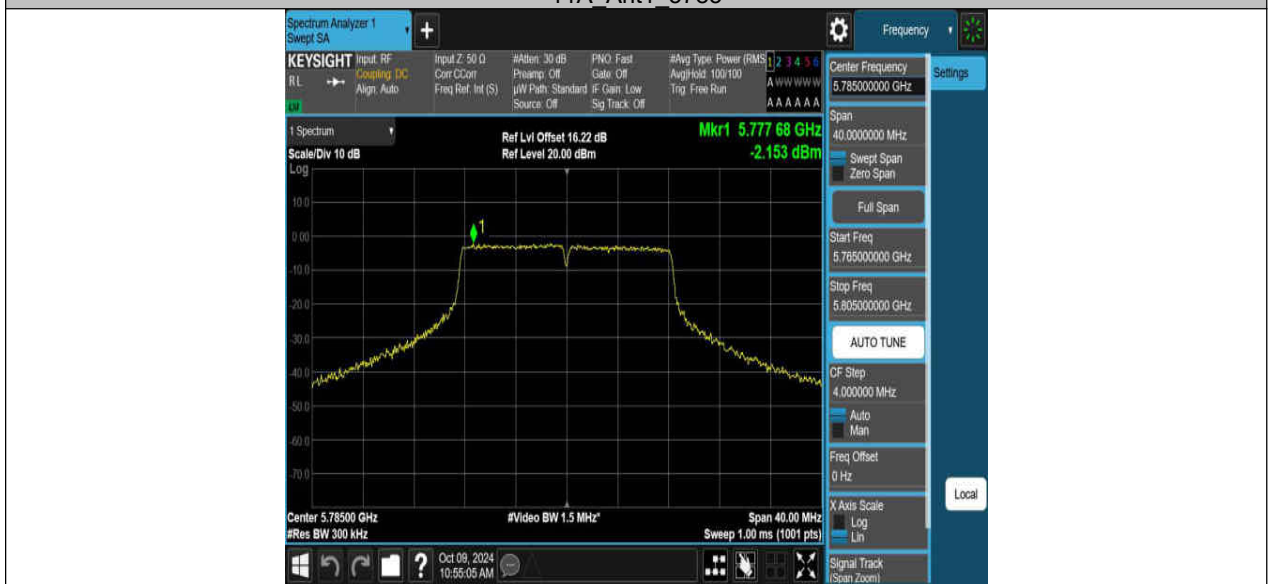 Spectrum Analyzer 1
Swept SA
+
Frequency
KEYSIGHT
RL
LXI
Input: RF
Coupling: DC
Align: Auto
Input Z: 50 Ω
Corr CCorr
Freq Ref: Int (S)
#Atten: 30 dB
Preamp: Off
µW Path: Standard
Source: Off
PNO: Fast
Gate: Off
IF Gain: Low
Sig Track: Off
#Avg Type: Power (RMS
Avg|Hold: 100/100
Trig: Free Run
1 2 3 4 5 6
A W W W W W
A A A A A A
1 Spectrum
Scale/Div 10 dB
Log
Ref Lvl Offset 16.22 dB
Ref Level 20.00 dBm
Mkr1 5.777 68 GHz
-2.153 dBm
10.0
0.00
-10.0
-20.0
-30.0
-40.0
-50.0
-60.0
-70.0
1
Center 5.78500 GHz
#Res BW 300 kHz
#Video BW 1.5 MHz*
Span 40.00 MHz
Sweep 1.00 ms (1001 pts)
?
Oct 09, 2024
10:55:05 AM
Center Frequency
5.785000000 GHz
Span
40.0000000 MHz
Swept Span
Zero Span
Full Span
Start Freq
5.765000000 GHz
Stop Freq
5.805000000 GHz
AUTO TUNE
CF Step
4.000000 MHz
Auto
Man
Freq Offset
0 Hz
X Axis Scale
Log
Lin
Signal Track
(Span Zoom)
Settings
Local